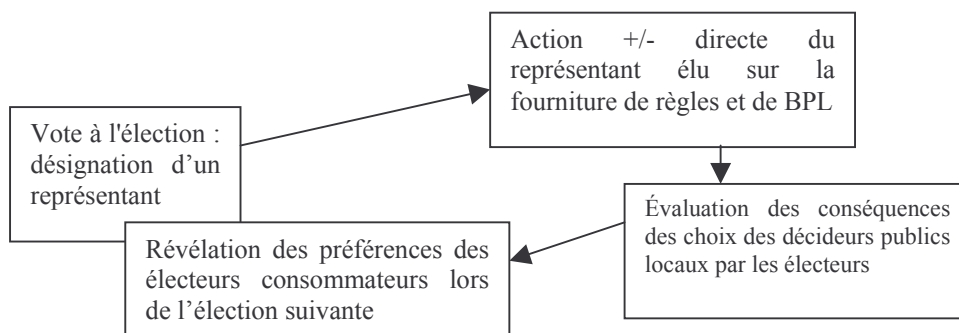 Vote à l'élection :
désignation d'un
représentant
Action +/- directe du
représentant élu sur la
fourniture de règles et de BPL
Évaluation des conséquences
des choix des décideurs publics
locaux par les électeurs
Révélation des préférences des
électeurs consommateurs lors
de l'élection suivante